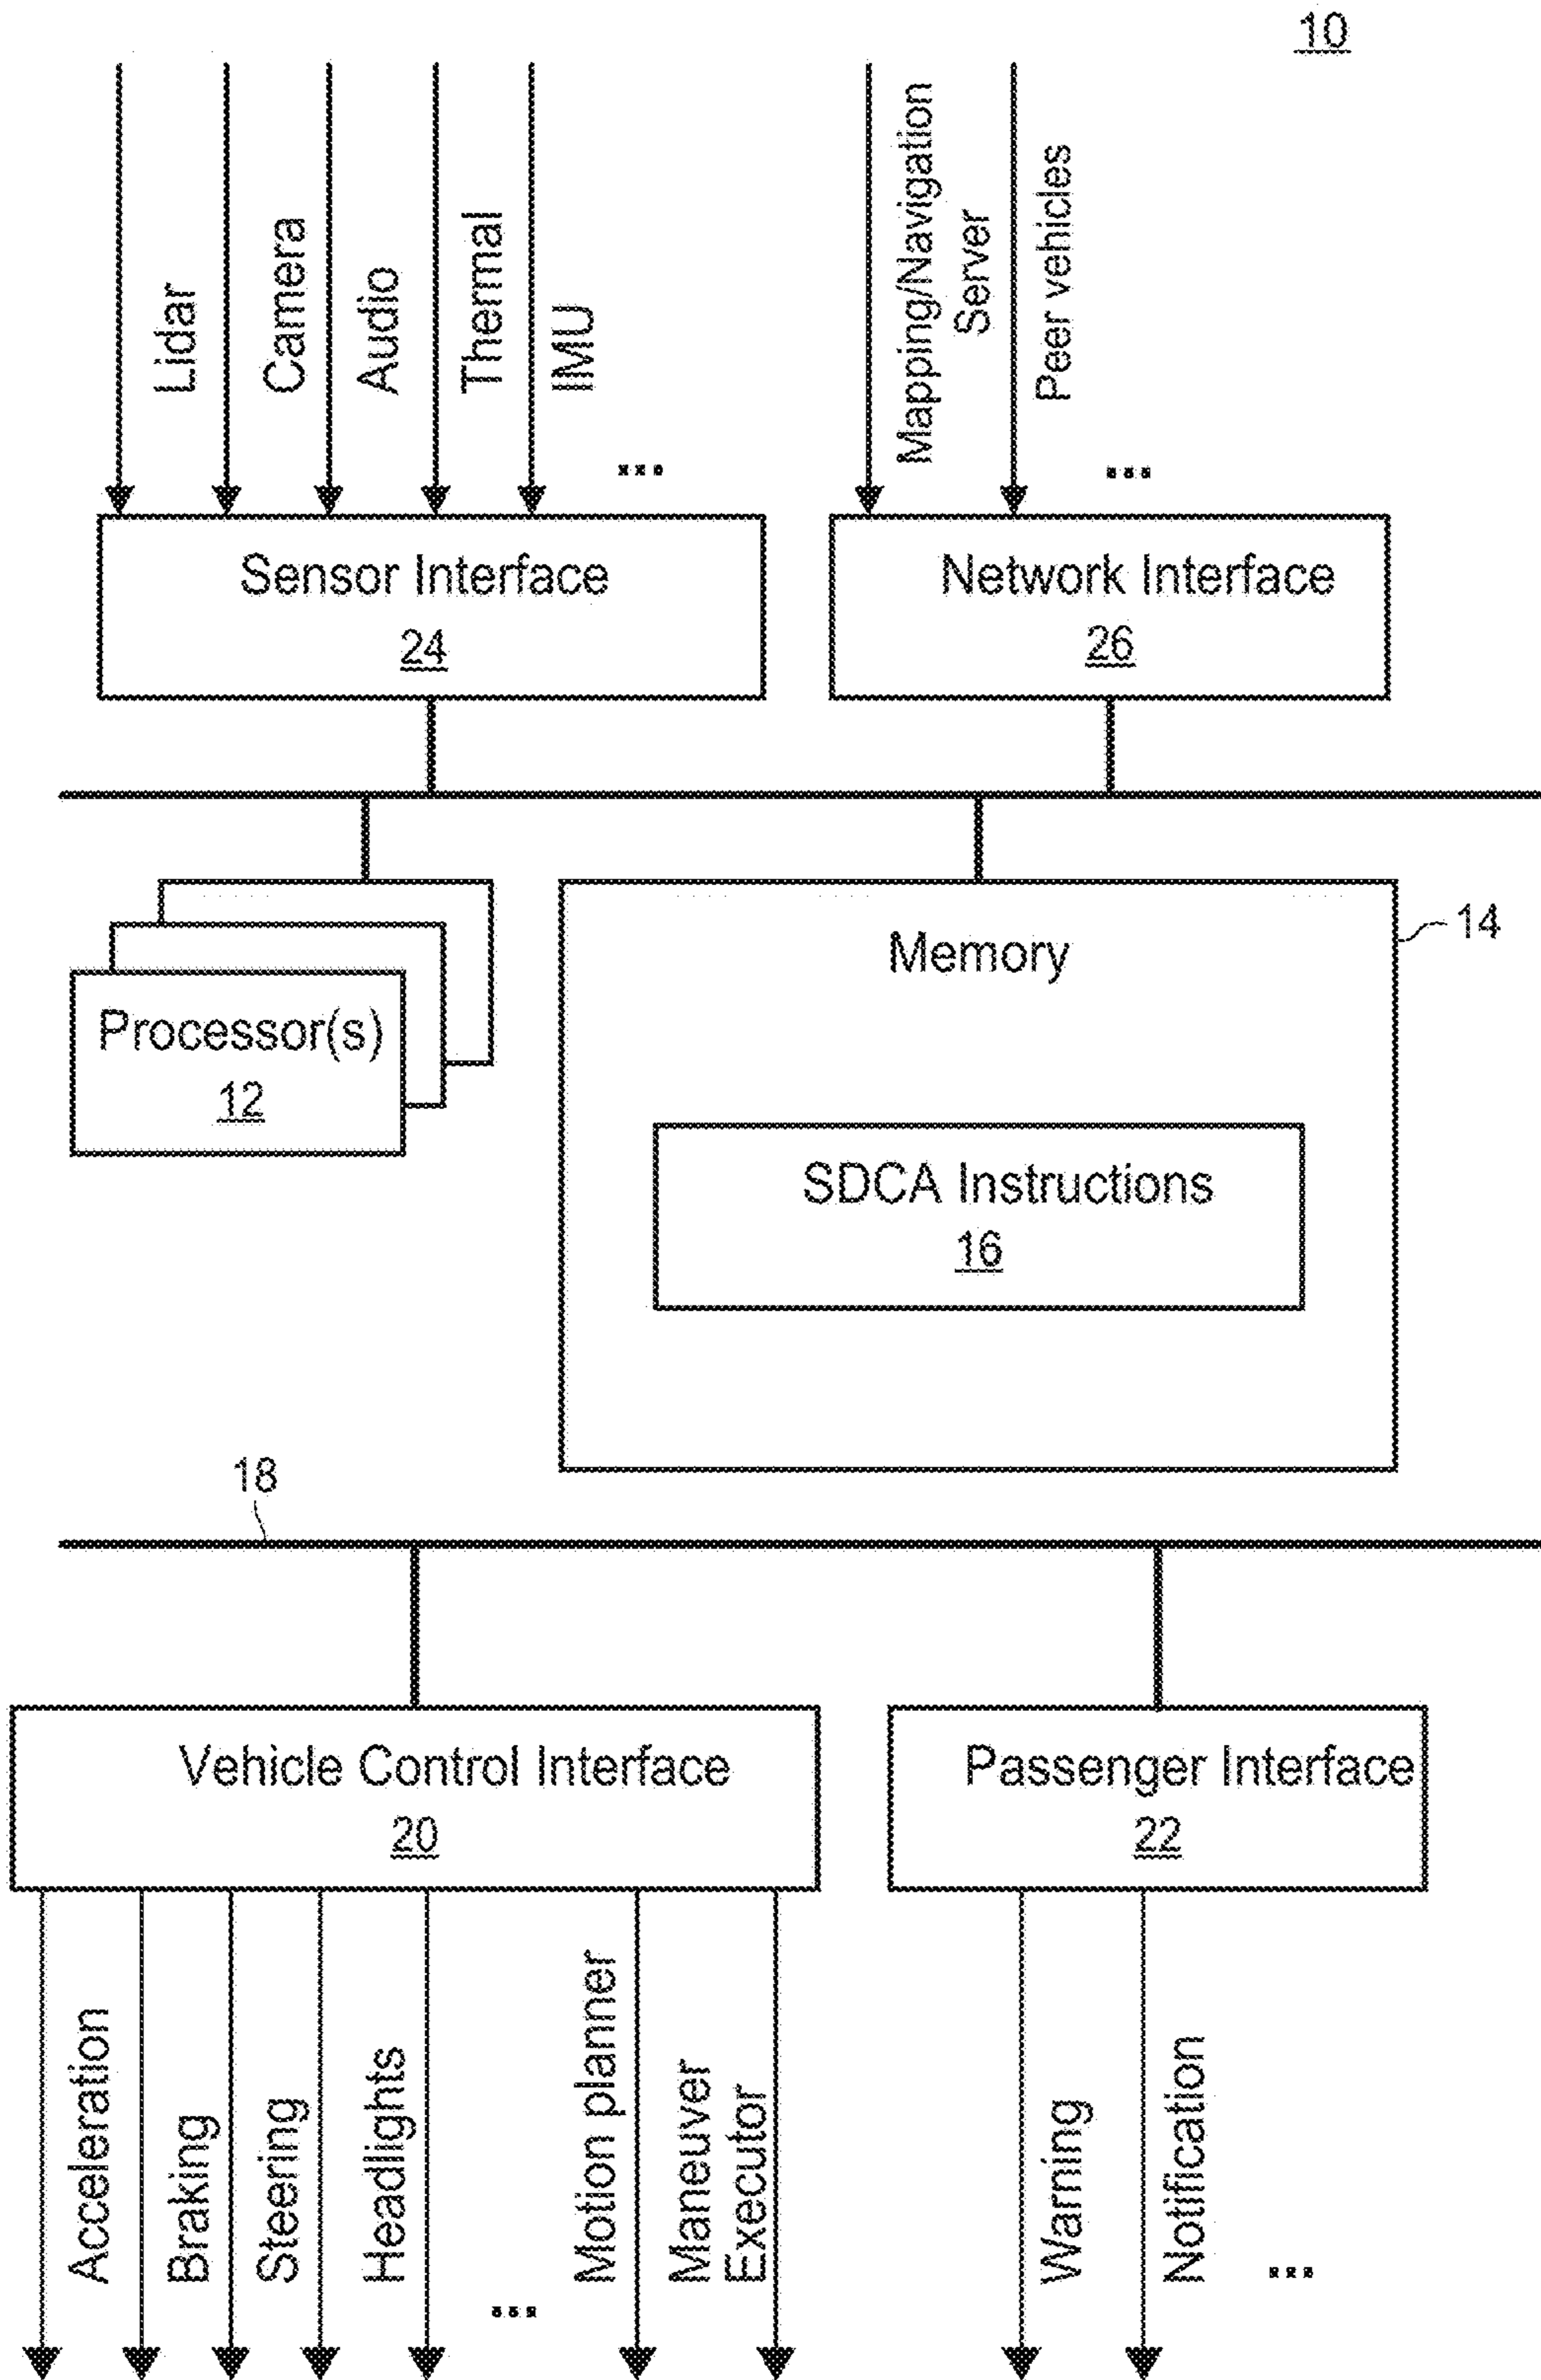 10
Lidar
Camera
Audio
Thermal
IMU
...
Mapping/Navigation
Server
Peer vehicles
...
Sensor Interface
24
Network Interface
26
Processor(s)
12
Memory
14
SDCA Instructions
16
18
Vehicle Control Interface
20
Passenger Interface
22
Acceleration
Braking
Steering
Headlights
...
Motion planner
Maneuver
Executor
Warning
Notification
...